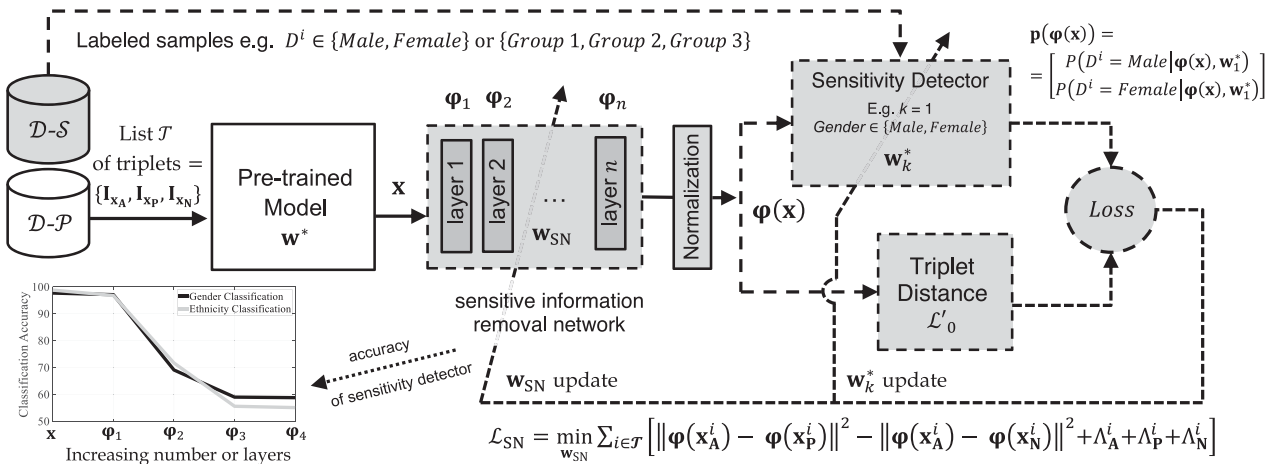 Labeled samples e.g. Dⁱ ∈ {Male, Female} or {Group 1, Group 2, Group 3}
p(φ(x)) =
= [P(Dⁱ = Male|φ(x), w₁*)
P(Dⁱ = Female|φ(x), w₁*)]
D-S
D-P
List T
of triplets =
{I_xA, I_xP, I_xN}
Pre-trained
Model
w*
x
φ₁ φ₂ φₙ
layer 1
layer 2
...
layer n
w_SN
sensitive information
removal network
Normalization
φ(x)
Sensitivity Detector
E.g. k = 1
Gender ∈ {Male, Female}
w*_k
Triplet
Distance
L'₀
Loss
w_SN update
w*_k update
accuracy
of sensitivity detector
Gender Classification
Ethnicity Classification
Classification Accuracy
100
90
80
70
60
50
x φ₁ φ₂ φ₃ φ₄
Increasing number or layers
L_SN = min_{w_SN} ∑_{i∈T} [‖φ(xⁱ_A) − φ(xⁱ_P)‖² − ‖φ(xⁱ_A) − φ(xⁱ_N)‖² +Λⁱ_A+Λⁱ_P+Λⁱ_N]